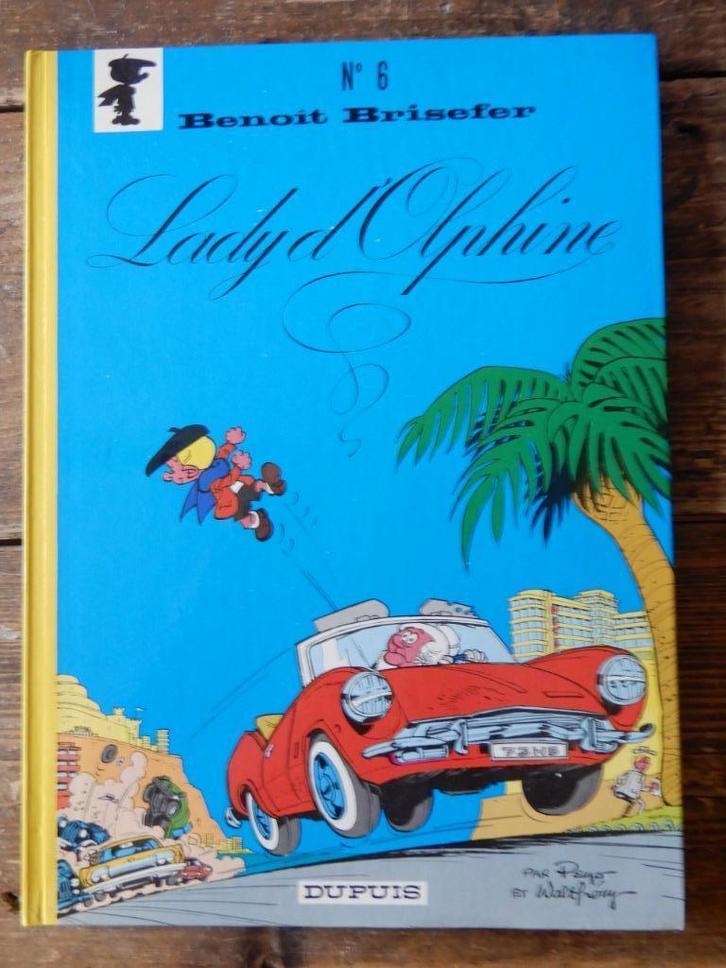 N° 6
Benoît Brisefer
Lady d'Olphine
PAR Peyo
ET Walthéry
DUPUIS